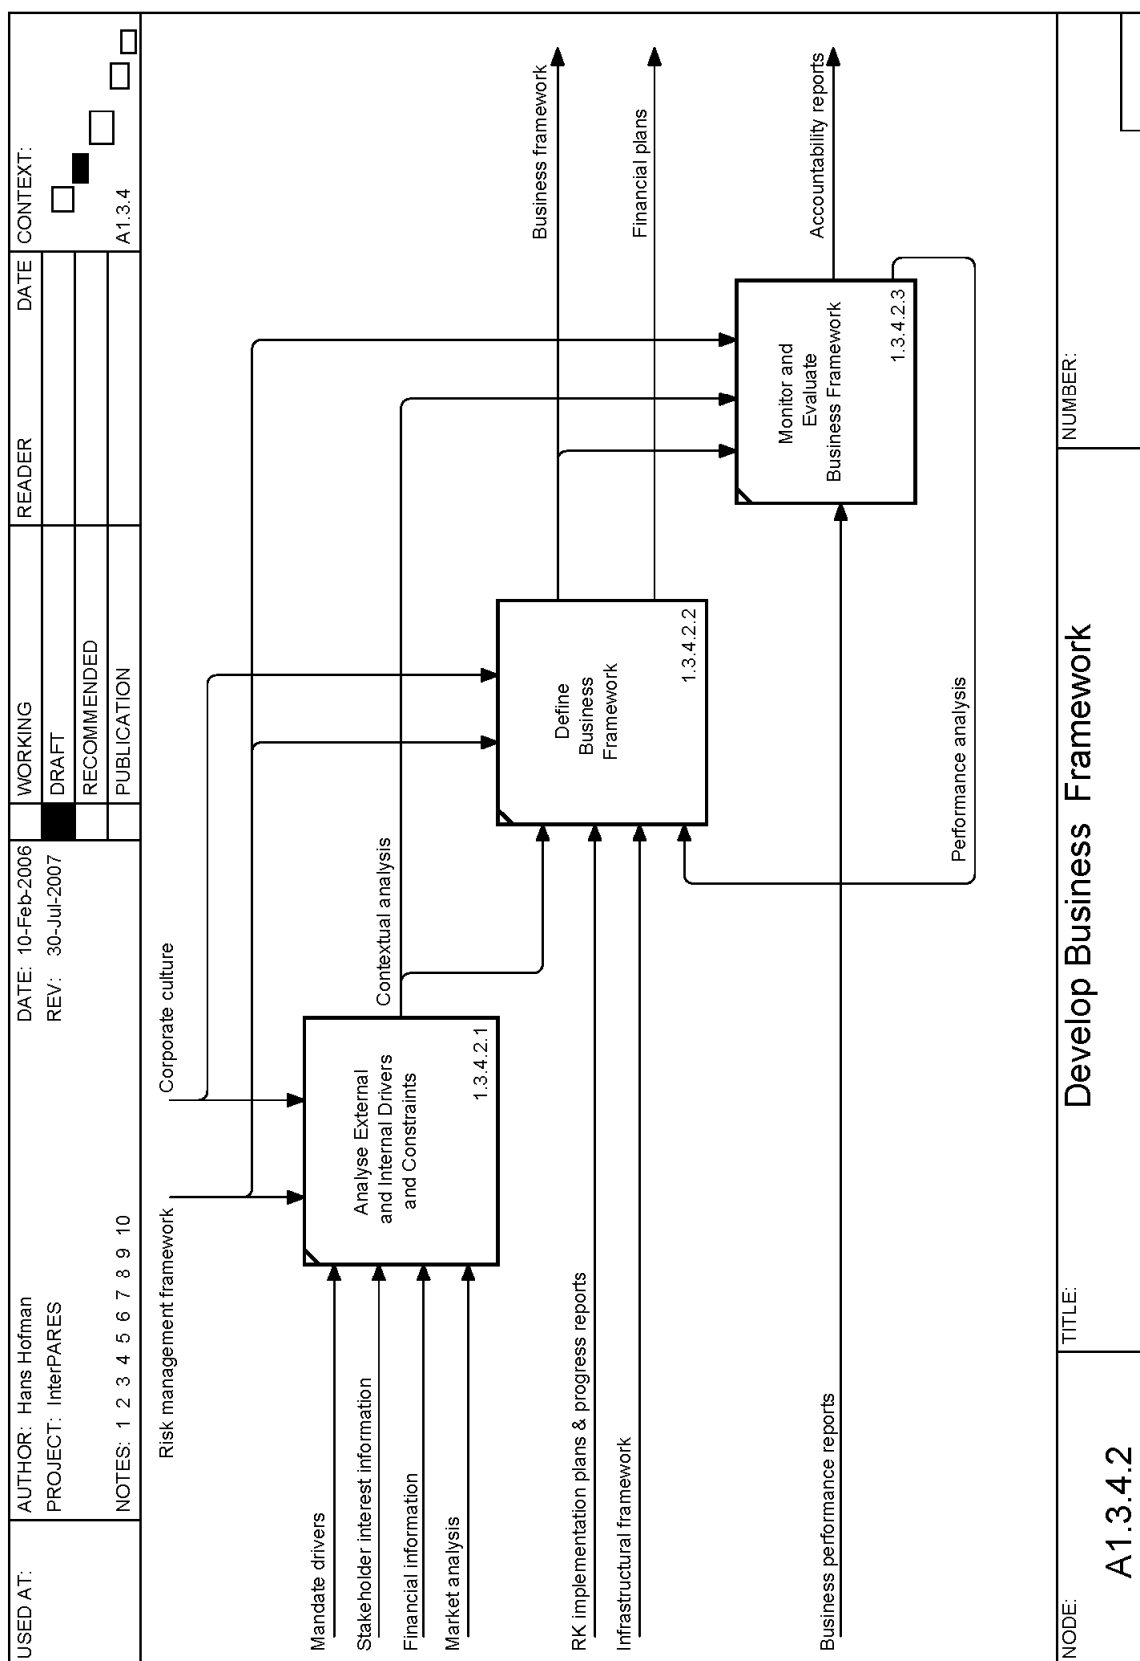 USED AT:
AUTHOR: Hans Hofman
PROJECT: InterPARES
NOTES: 1 2 3 4 5 6 7 8 9 10
DATE: 10-Feb-2006
REV: 30-Jul-2007
WORKING
DRAFT
RECOMMENDED
PUBLICATION
READER
DATE
CONTEXT:
A1.3.4
Risk management framework
Corporate culture
Mandate drivers
Stakeholder interest information
Financial information
Market analysis
Analyse External
and Internal Drivers
and Constraints
1.3.4.2.1
Contextual analysis
RK implementation plans & progress reports
Infrastructural framework
Define
Business
Framework
1.3.4.2.2
Business framework
Financial plans
Business performance reports
Monitor and
Evaluate
Business Framework
1.3.4.2.3
Accountability reports
Performance analysis
NODE:
A1.3.4.2
TITLE:
Develop Business Framework
NUMBER: